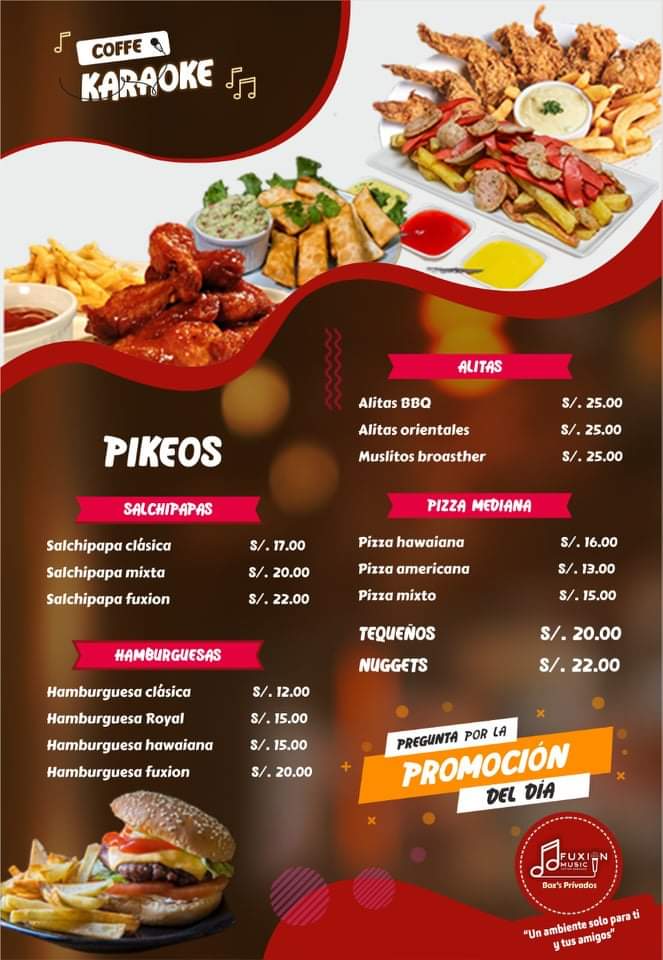 COFFE
KARAOKE
PIKEOS
SALCHIPAPAS
Salchipapa clásica S/. 17.00
Salchipapa mixta S/. 20.00
Salchipapa fuxion S/. 22.00
HAMBURGUESAS
Hamburguesa clásica S/. 12.00
Hamburguesa Royal S/. 15.00
Hamburguesa hawaiana S/. 15.00
Hamburguesa fuxion S/. 20.00
ALITAS
Alitas BBQ S/. 25.00
Alitas orientales S/. 25.00
Muslitos broasther S/. 25.00
PIZZA MEDIANA
Pizza hawaiana S/. 16.00
Pizza americana S/. 13.00
Pizza mixto S/. 15.00
TEQUEÑOS S/. 20.00
NUGGETS S/. 22.00
PREGUNTA POR LA
PROMOCIÓN
DEL DÍA
FUXION
MUSIC
Box's Privados
"Un ambiente solo para ti
y tus amigos"